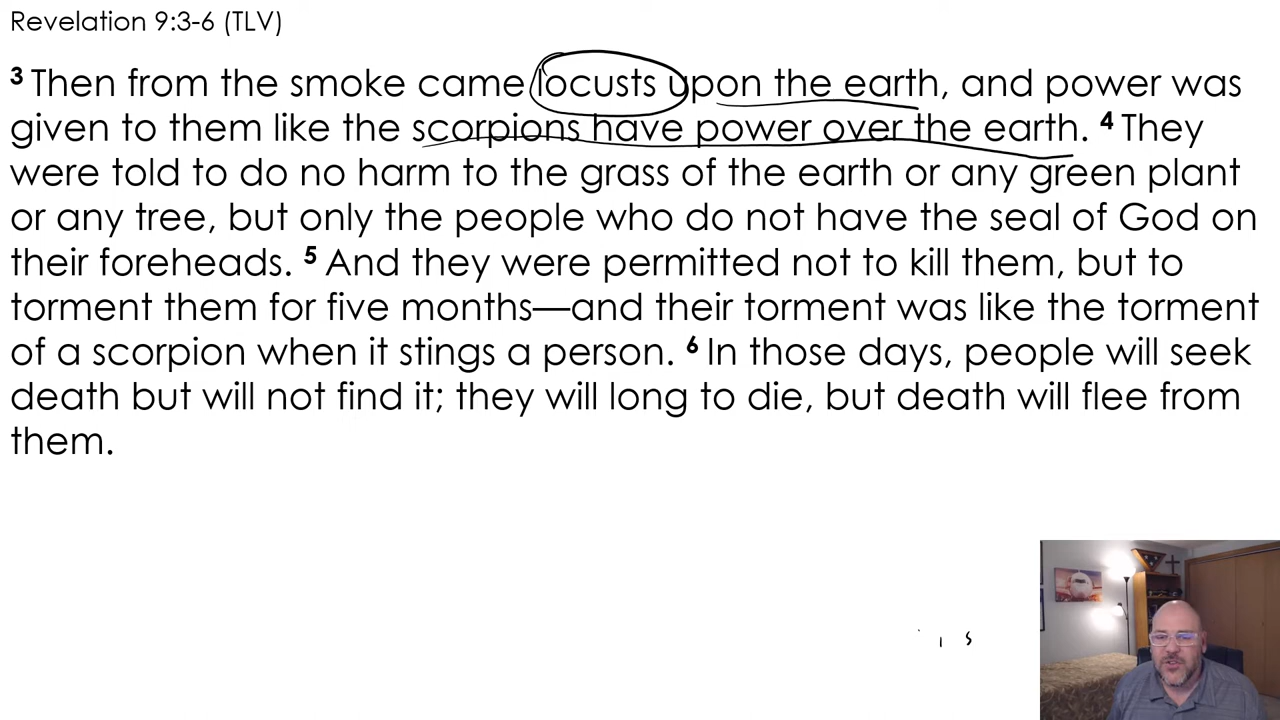 Revelation 9:3-6 (TLV)
3 Then from the smoke came locusts upon the earth, and power was
given to them like the scorpions have power over the earth. 4 They
were told to do no harm to the grass of the earth or any green plant
or any tree, but only the people who do not have the seal of God on
their foreheads. 5 And they were permitted not to kill them, but to
torment them for five months—and their torment was like the torment
of a scorpion when it stings a person. 6 In those days, people will seek
death but will not find it; they will long to die, but death will flee from
them.